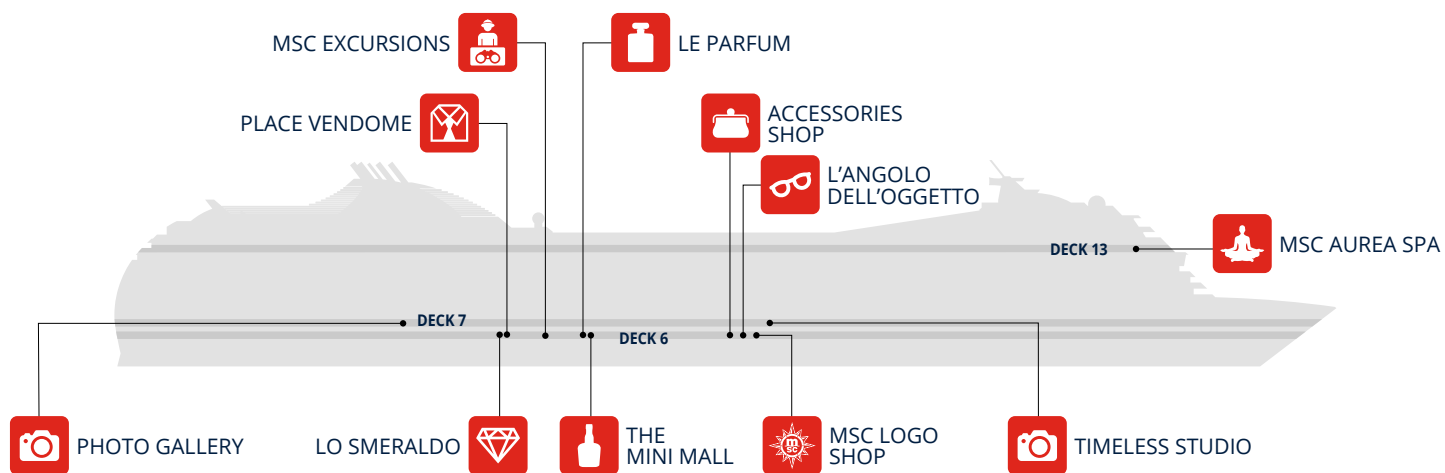 MSC EXCURSIONS
LE PARFUM
PLACE VENDOME
ACCESSORIES
SHOP
L’ANGOLO
DELL’OGGETTO
DECK 13
MSC AUREA SPA
DECK 7
DECK 6
PHOTO GALLERY
LO SMERALDO
THE
MINI MALL
m
sc
MSC LOGO
SHOP
TIMELESS STUDIO